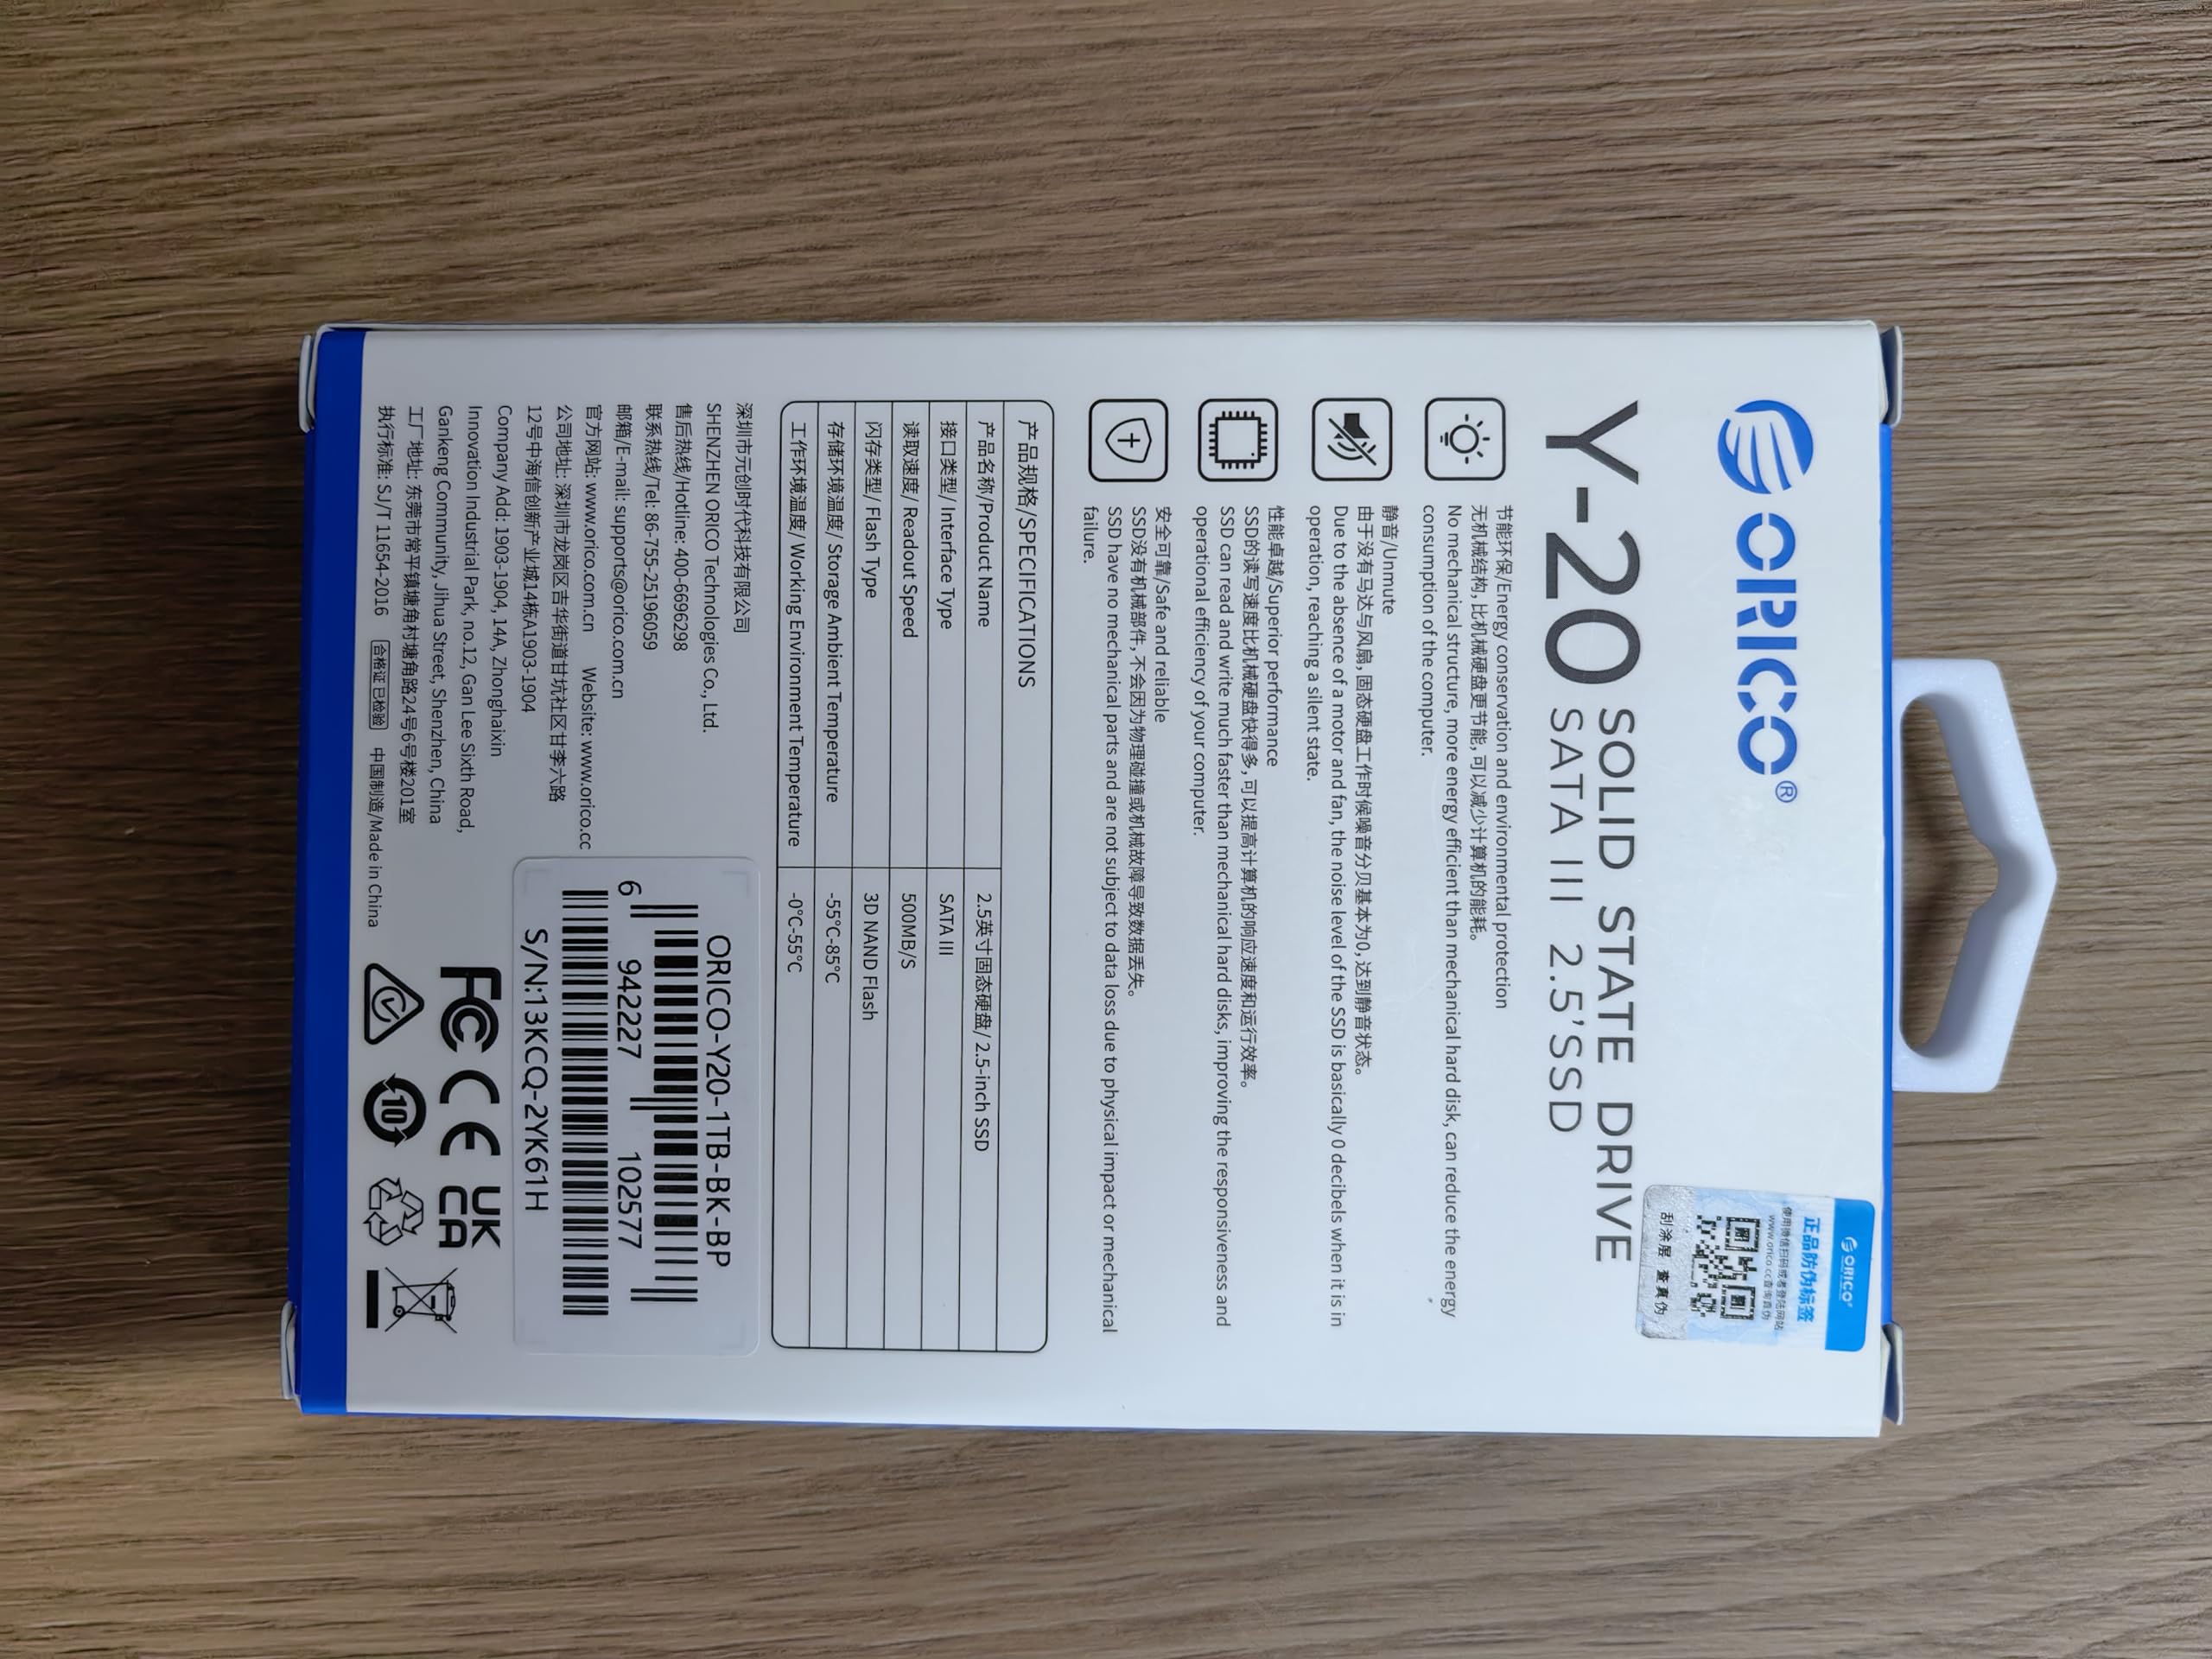 ORICO®
ORICO®
正品防伪标签
使用微信扫码或者登陆网站
www.orico.cc查询真伪
刮涂层 查真伪
Y-20 SOLID STATE DRIVE
SATA III 2.5'SSD
节能环保/Energy conservation and environmental protection
无机械结构, 比机械硬盘更节能, 可以减少计算机的能耗。
No mechanical structure, more energy efficient than mechanical hard disk, can reduce the energy
consumption of the computer.
静音/Unmute
由于没有马达与风扇, 固态硬盘工作时候噪音分贝基本为0, 达到静音状态。
Due to the absence of a motor and fan, the noise level of the SSD is basically 0 decibels when it is in
operation, reaching a silent state.
性能卓越/Superior performance
SSD的读写速度比机械硬盘快得多, 可以提高计算机的响应速度和运行效率。
SSD can read and write much faster than mechanical hard disks, improving the responsiveness and
operational efficiency of your computer.
安全可靠/Safe and reliable
SSD没有机械部件, 不会因为物理碰撞或机械故障导致数据丢失。
SSD have no mechanical parts and are not subject to data loss due to physical impact or mechanical
failure.
产品规格/SPECIFICATIONS
产品名称/Product Name 2.5英寸固态硬盘/ 2.5-inch SSD
接口类型/ Interface Type SATA III
读取速度/ Readout Speed 500MB/S
闪存类型/ Flash Type 3D NAND Flash
存储环境温度/ Storage Ambient Temperature -55°C-85°C
工作环境温度/ Working Environment Temperature -0°C-55°C
深圳市元创时代科技有限公司
SHENZHEN ORICO Technologies Co., Ltd.
售后热线/Hotline: 400-6696298
联系热线/Tel: 86-755-25196059
邮箱/E-mail: supports@orico.com.cn
官方网站: www.orico.com.cn Website: www.orico.cc
公司地址: 深圳市龙岗区吉华街道甘坑社区甘李六路
12号中海信创新产业城14栋A1903-1904
Company Add: 1903-1904, 14A, Zhonghaixin
Innovation Industrial Park, no.12, Gan Lee Sixth Road,
Gankeng Community, Jihua Street, Shenzhen, China
工厂地址: 东莞市常平镇塘角村塘角路24号6号楼201室
执行标准: SJ/T 11654-2016 合格证 已检验 中国制造/Made in China
ORICO-Y20-1TB-BK-BP
6 942227 102577
S/N:13KCQ-2YK61H
FC CE UK
CA
10